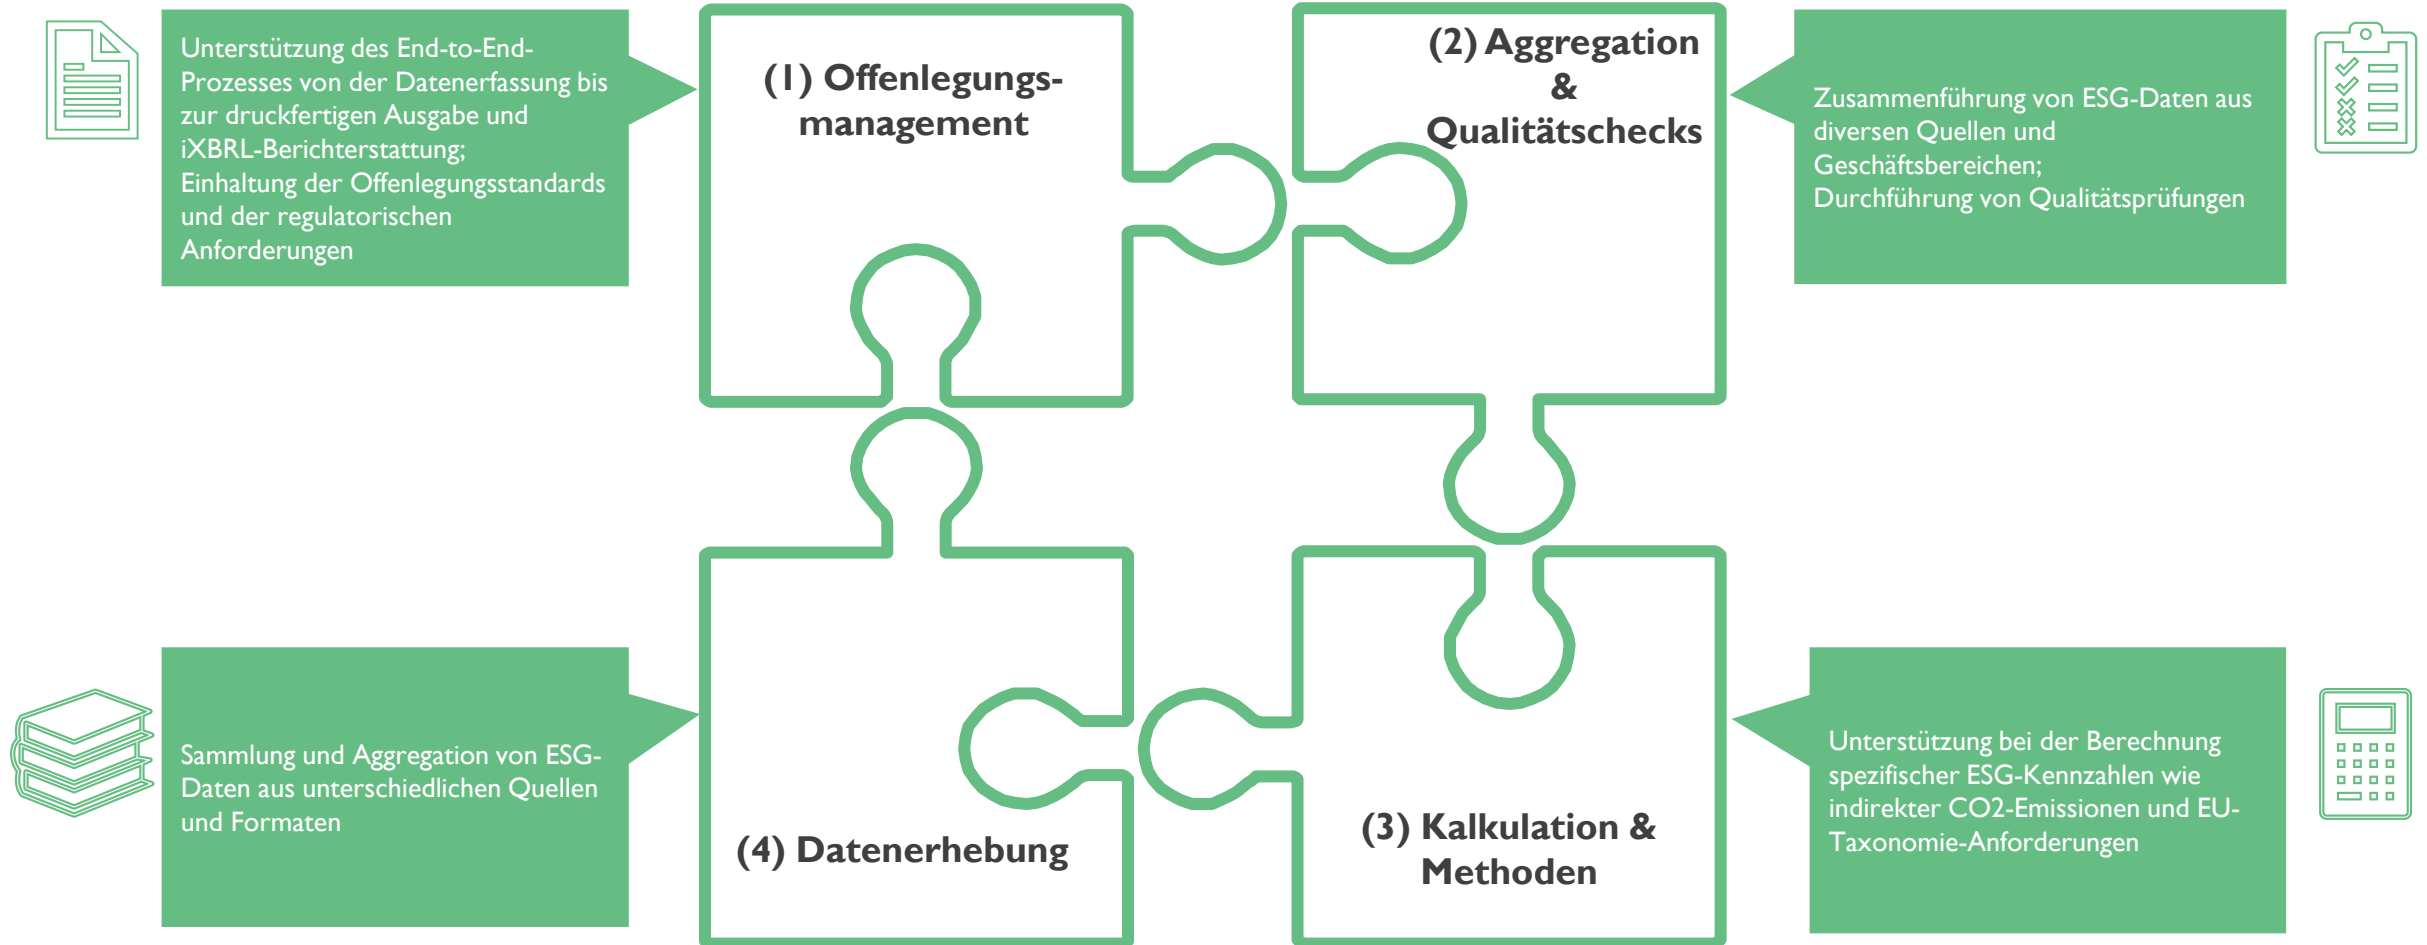 Unterstützung des End-to-End-
Prozesses von der Datenerfassung bis
zur druckfertigen Ausgabe und
iXBRL-Berichterstattung;
Einhaltung der Offenlegungsstandards
und der regulatorischen
Anforderungen
(1) Offenlegungs-
management
(2) Aggregation
&
Qualitätschecks
Zusammenführung von ESG-Daten aus
diversen Quellen und
Geschäftsbereichen;
Durchführung von Qualitätsprüfungen
Sammlung und Aggregation von ESG-
Daten aus unterschiedlichen Quellen
und Formaten
(4) Datenerhebung
(3) Kalkulation &
Methoden
Unterstützung bei der Berechnung
spezifischer ESG-Kennzahlen wie
indirekter CO2-Emissionen und EU-
Taxonomie-Anforderungen